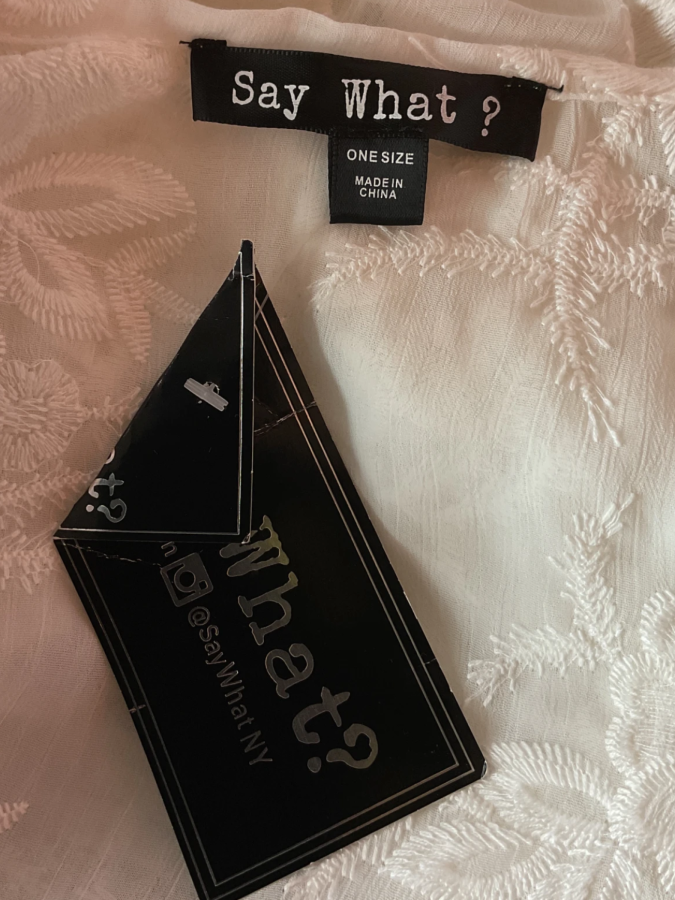 Say What ?
ONE SIZE
MADE IN
CHINA
t?
What?
n
@SayWhatNY